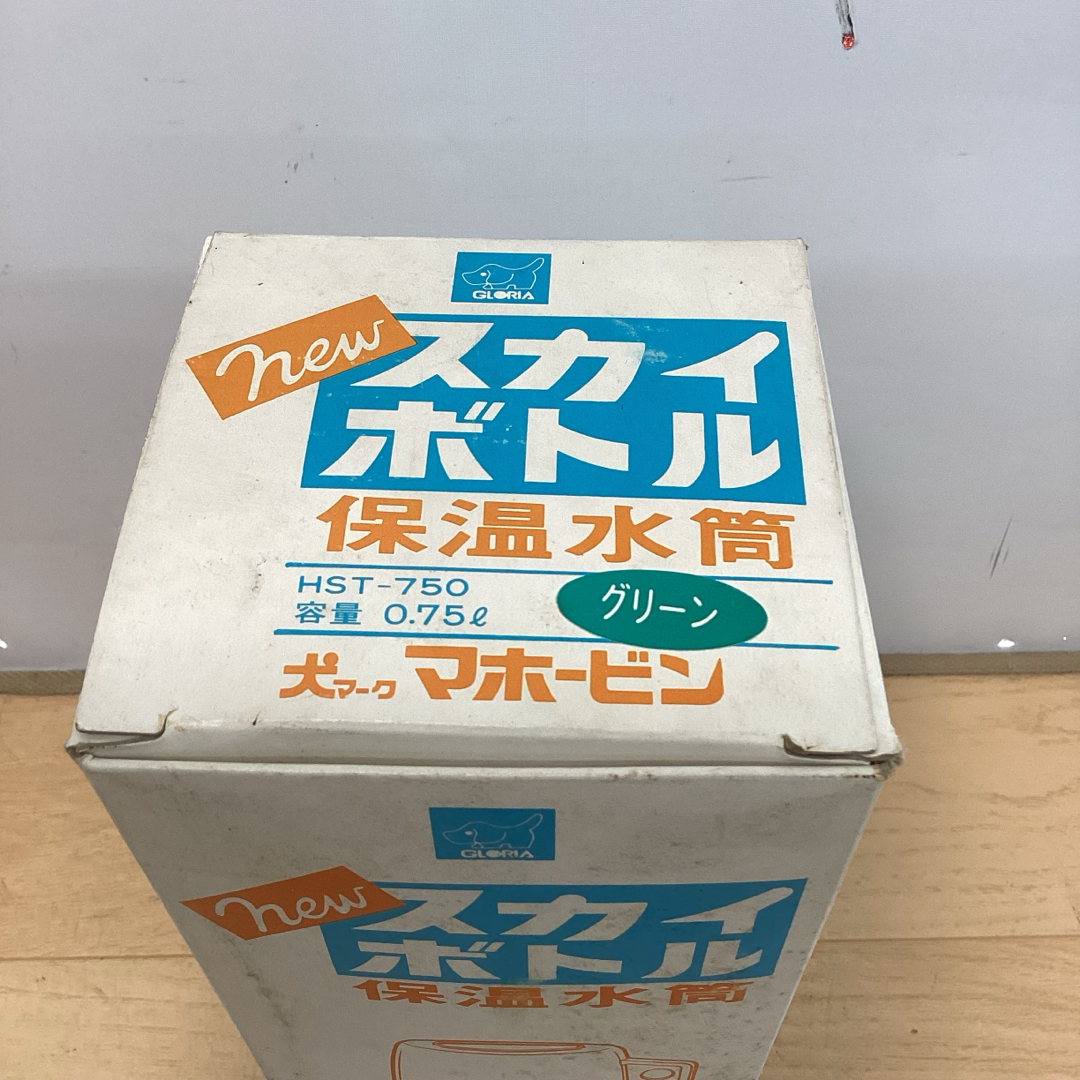 GLORIA
new
スカイ
ボトル
保温水筒
HST-750
容量 0.75ℓ
グリーン
犬マーク マホービン
GLORIA
new
スカイ
ボトル
保温水筒